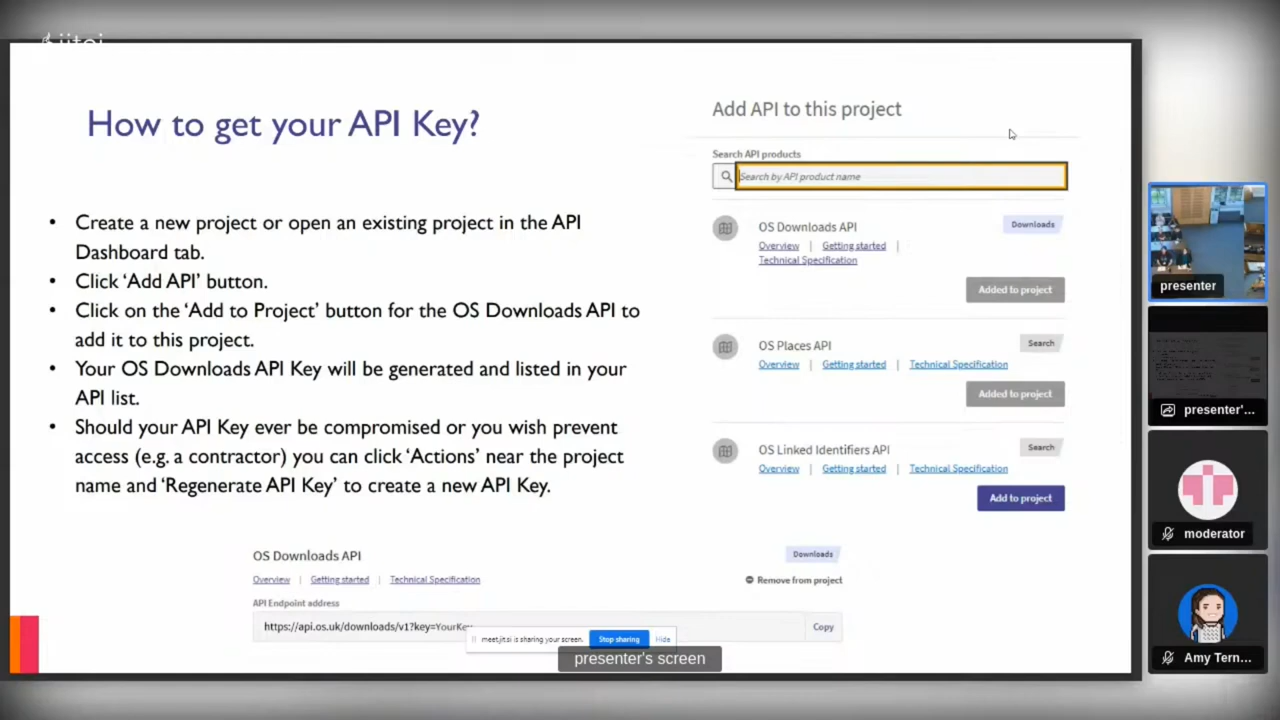 How to get your API Key?
• Create a new project or open an existing project in the API
Dashboard tab.
• Click ‘Add API’ button.
• Click on the ‘Add to Project’ button for the OS Downloads API to
add it to this project.
• Your OS Downloads API Key will be generated and listed in your
API list.
• Should your API Key ever be compromised or you wish prevent
access (e.g. a contractor) you can click ‘Actions’ near the project
name and ‘Regenerate API Key’ to create a new API Key.
Add API to this project
Search API products
Search by API product name
OS Downloads API
Downloads
Overview | Getting started |
Technical Specification
Added to project
OS Places API
Search
Overview | Getting started | Technical Specification
Added to project
OS Linked Identifiers API
Search
Overview | Getting started | Technical Specification
Add to project
OS Downloads API
Downloads
Overview | Getting started | Technical Specification
Remove from project
API Endpoint address
https://api.os.uk/downloads/v1?key=YourKey
Copy
meet.jit.si is sharing your screen.
Stop sharing
Hide
presenter's screen
presenter
presenter'...
moderator
Amy Tern...